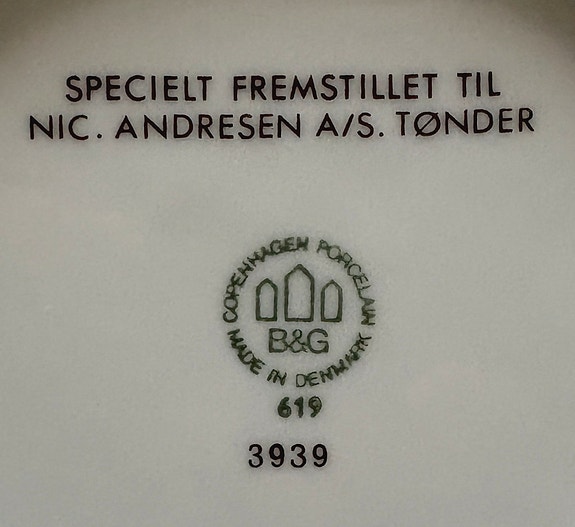 SPECIELT FREMSTILLET TIL
NIC. ANDRESEN A/S. TØNDER
COPENHAGEN PORCELAIN
B&G
MADE IN DENMARK
619
3939